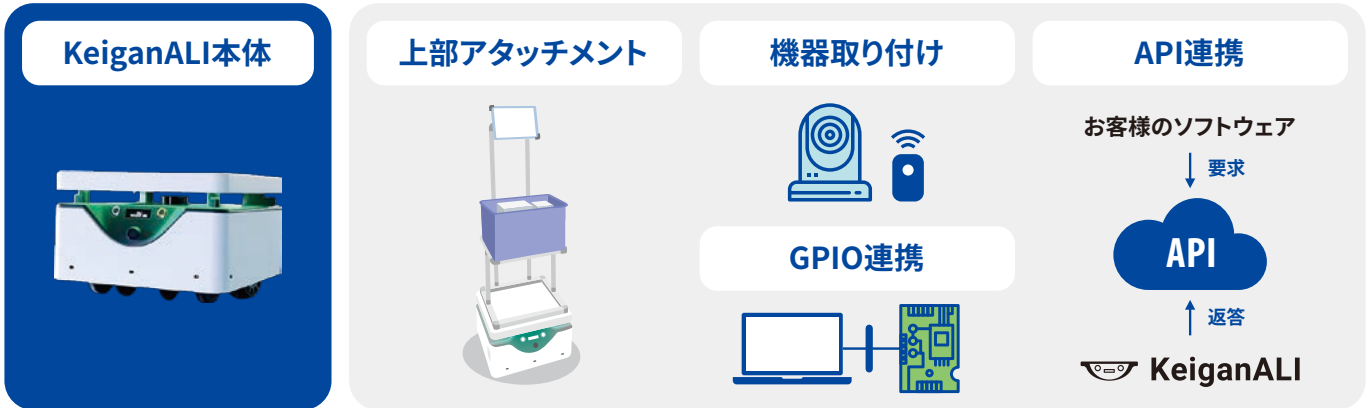 KeiganALI本体
上部アタッチメント
機器取り付け
GPIO連携
API連携
お客様のソフトウェア
要求
API
返答
KeiganALI